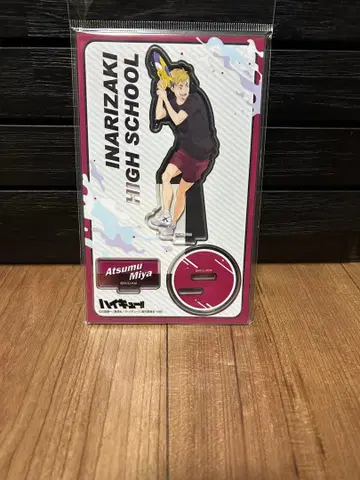 INARIZAKI
HIGH SCHOOL
Atsumu
Miya
ハイキュー!!